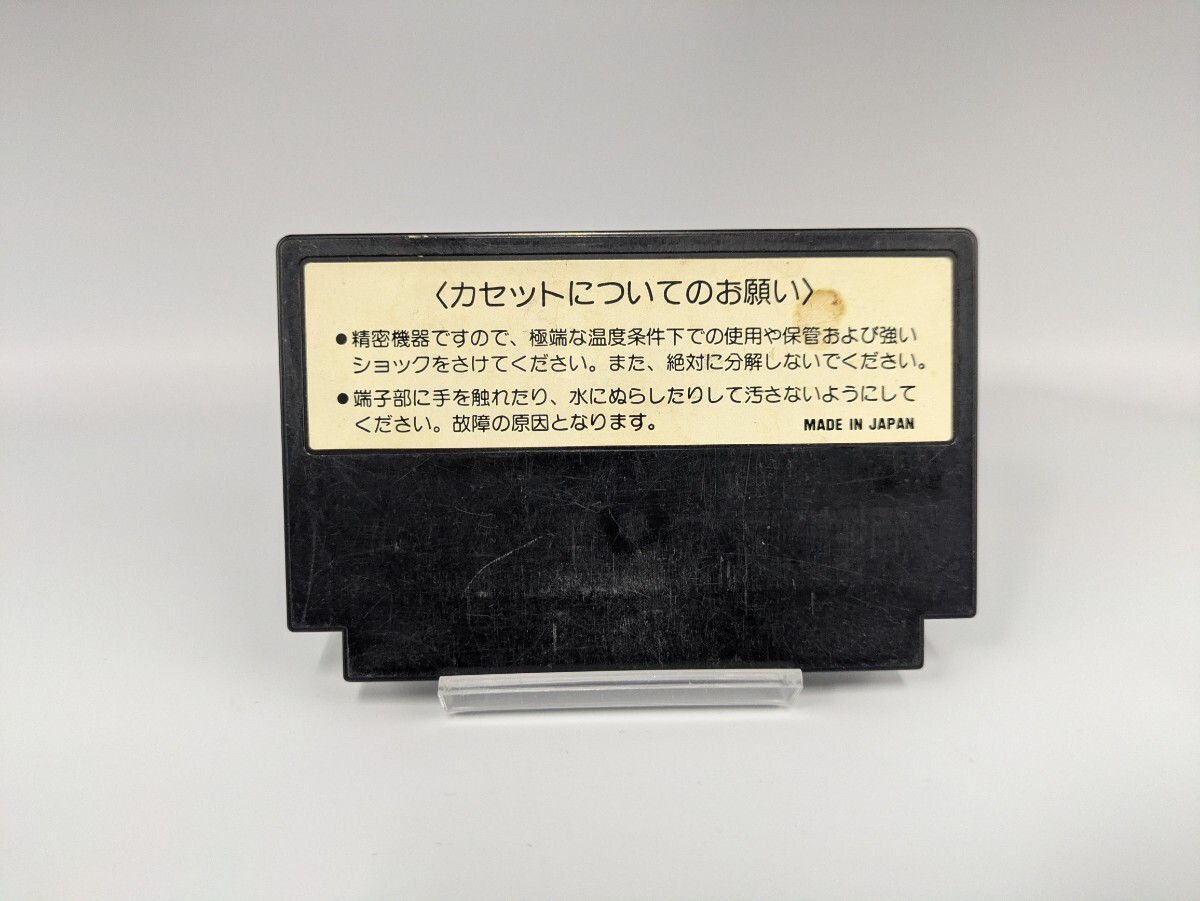 〈カセットについてのお願い〉
●精密機器ですので、極端な温度条件下での使用や保管および強い
ショックをさけてください。また、絶対に分解しないでください。
●端子部に手を触れたり、水にぬらしたりして汚さないようにして
ください。故障の原因となります。 MADE IN JAPAN